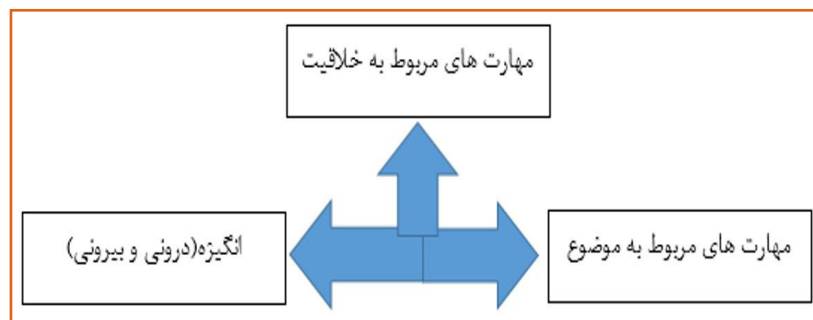 مهارت های مربوط به خلاقیت
مهارت های مربوط به موضوع
انگیزه(درونی و بیرونی)